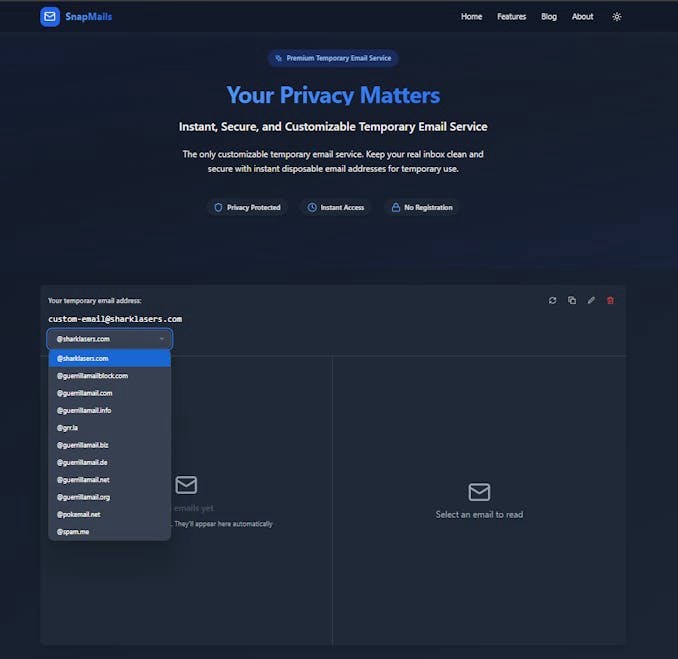 SnapMails
Home Features Blog About
Premium Temporary Email Service
Your Privacy Matters
Instant, Secure, and Customizable Temporary Email Service
The only customizable temporary email service. Keep your real inbox clean and
secure with instant disposable email addresses for temporary use.
Privacy Protected Instant Access No Registration
Your temporary email address:
custom-email@sharklasers.com
@sharklasers.com
@sharklasers.com
@guerrillamailblock.com
@guerrillamail.com
@guerrillamail.info
@grr.la
@guerrillamail.biz
@guerrillamail.de
@guerrillamail.net
@guerrillamail.org
@pokemail.net
@spam.me
emails yet
. They'll appear here automatically
Select an email to read